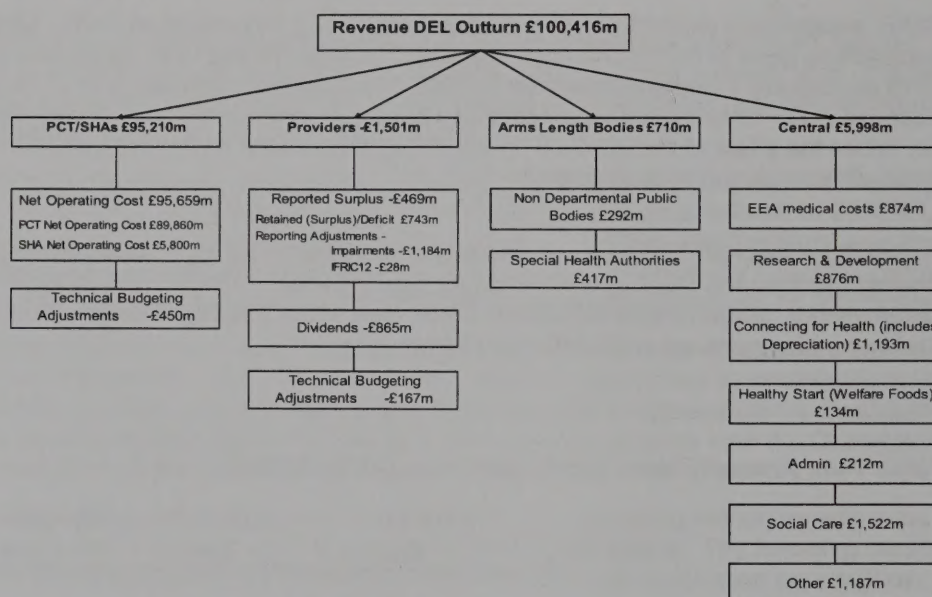 Revenue DEL Outturn £100,416m
PCT/SHAs £95,210m
Net Operating Cost £95,659m
PCT Net Operating Cost £89,860m
SHA Net Operating Cost £5,800m
Technical Budgeting
Adjustments -£450m
Providers -£1,501m
Reported Surplus -£469m
Retained (Surplus)/Deficit £743m
Reporting Adjustments -
Impairments -£1,184m
IFRIC12 -£28m
Dividends -£865m
Technical Budgeting
Adjustments -£167m
Arms Length Bodies £710m
Non Departmental Public
Bodies £292m
Special Health Authorities
£417m
Central £5,998m
EEA medical costs £874m
Research & Development
£876m
Connecting for Health (includes
Depreciation) £1,193m
Healthy Start (Welfare Foods)
£134m
Admin £212m
Social Care £1,522m
Other £1,187m